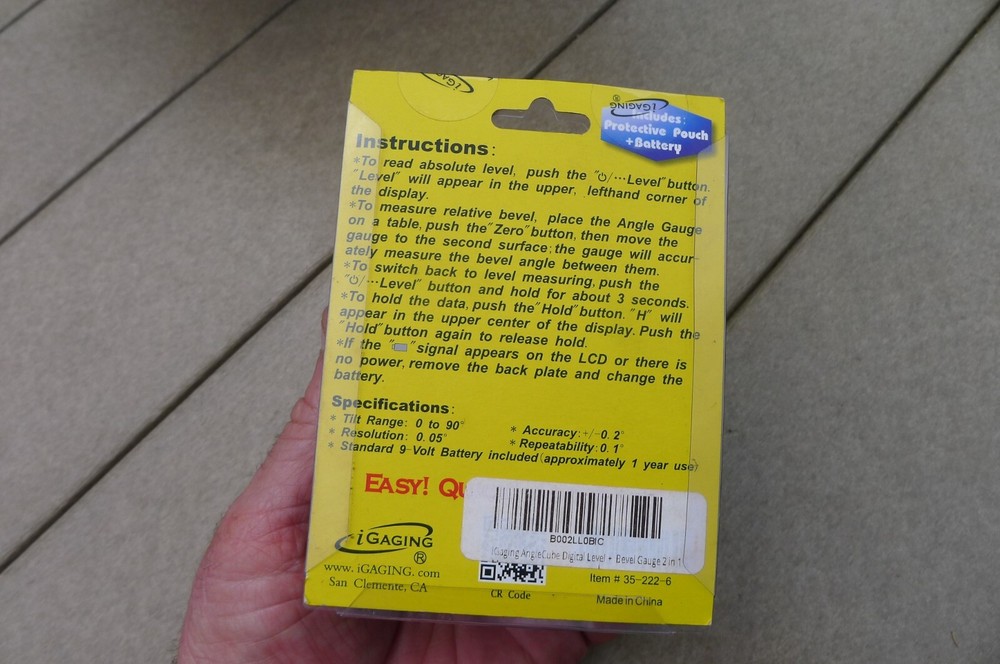 iGAGING
iGAGING®
Includes:
Protective Pouch
+Battery
Instructions:
*To read absolute level, push the "⏻/···Level" button.
"Level" will appear in the upper, lefthand corner of
the display.
*To measure relative bevel, place the Angle Gauge
on a table, push the "Zero" button, then move the
gauge to the second surface; the gauge will accur-
ately measure the bevel angle between them.
*To switch back to level measuring, push the
"⏻/···Level" button and hold for about 3 seconds.
*To hold the data, push the "Hold" button. "H" will
appear in the upper center of the display. Push the
"Hold" button again to release hold.
*If the "" signal appears on the LCD or there is
no power, remove the back plate and change the
battery.
Specifications:
* Tilt Range: 0 to 90°
* Accuracy: +/-0.2°
* Resolution: 0.05°
* Repeatability: 0.1°
* Standard 9-Volt Battery included (approximately 1 year use)
EASY! QU
B002LL0BIC
iGaging AngleCube Digital Level + Bevel Gauge 2 in 1
iGAGING®
www.iGAGING.com
San Clemente, CA
CR Code
Item # 35-222-6
Made in China